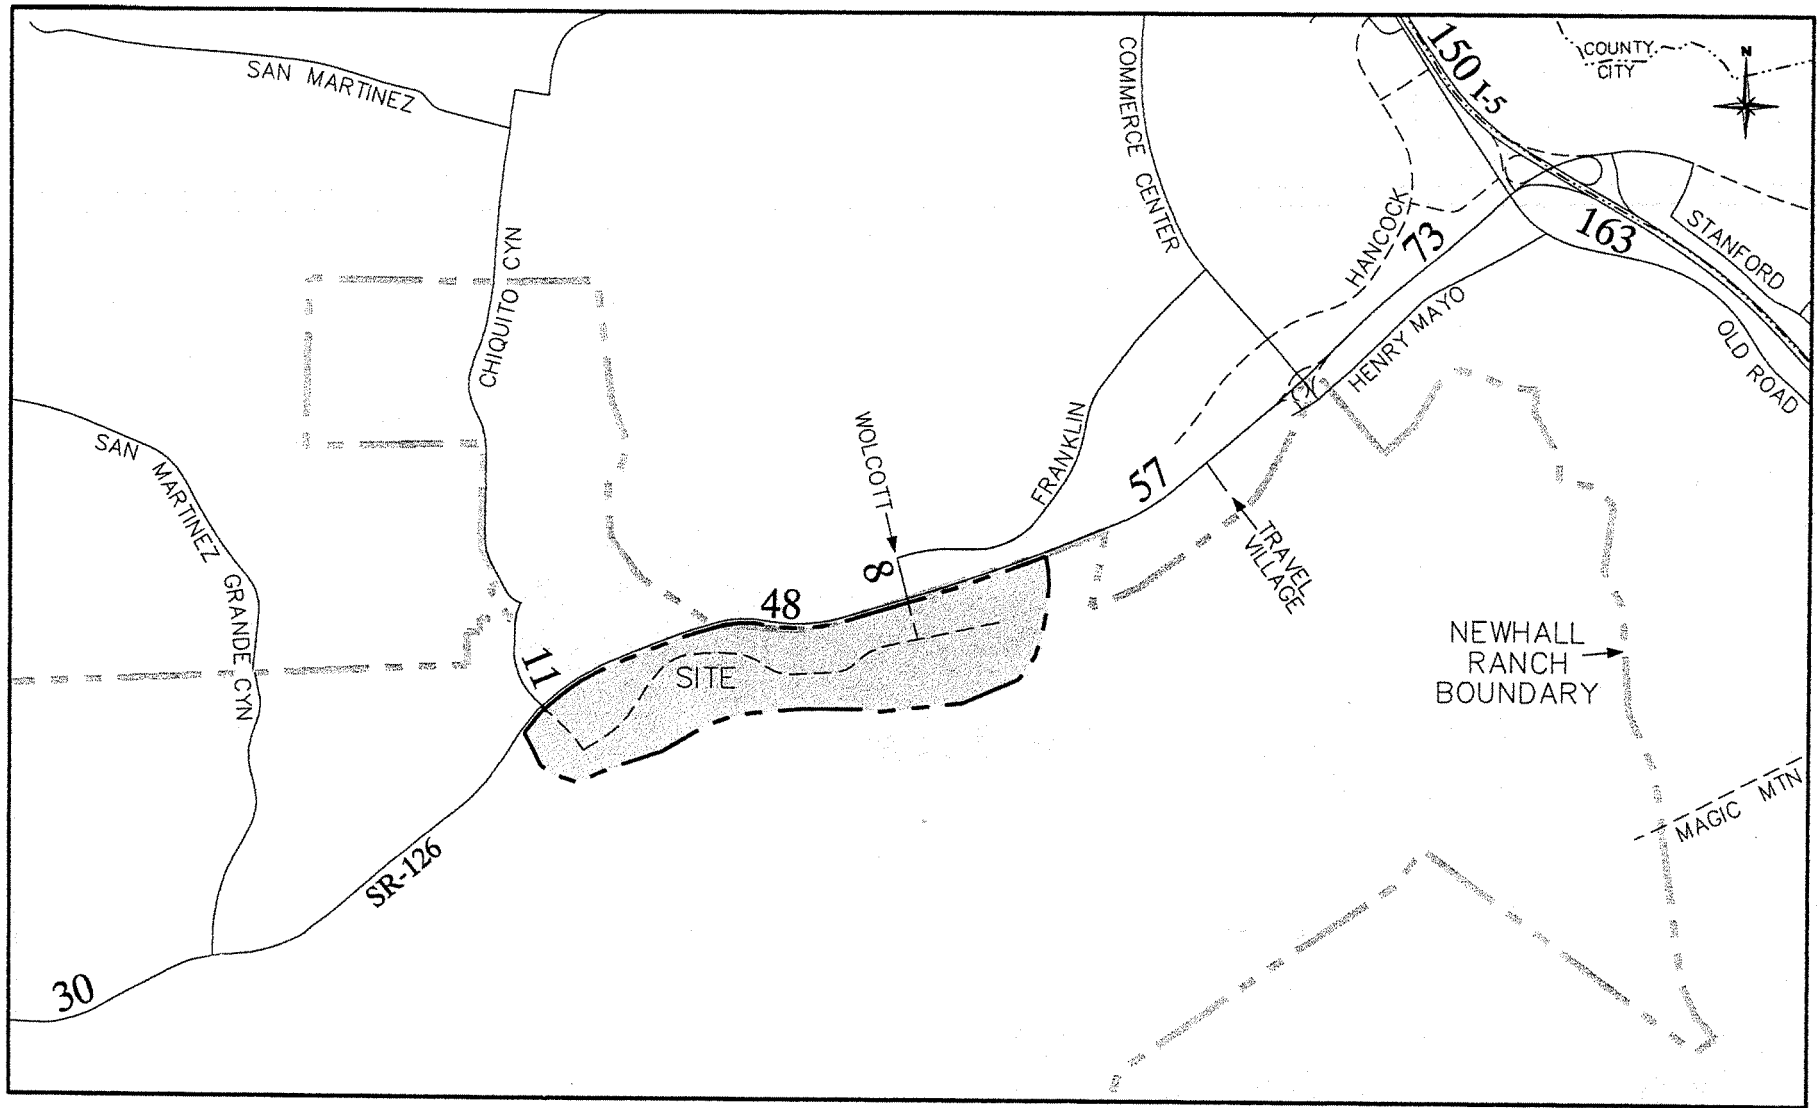 SAN MARTINEZ
COMMERCE CENTER
150 I-5
COUNTY
CITY
N
CHIQUITO CYN
HANCOCK
73
163
STANFORD
HENRY MAYO
OLD ROAD
SAN MARTINEZ GRANDE CYN
WOLCOTT
FRANKLIN
57
TRAVEL
VILLAGE
8
48
11
SITE
NEWHALL
RANCH
BOUNDARY
MAGIC MTN
SR-126
30